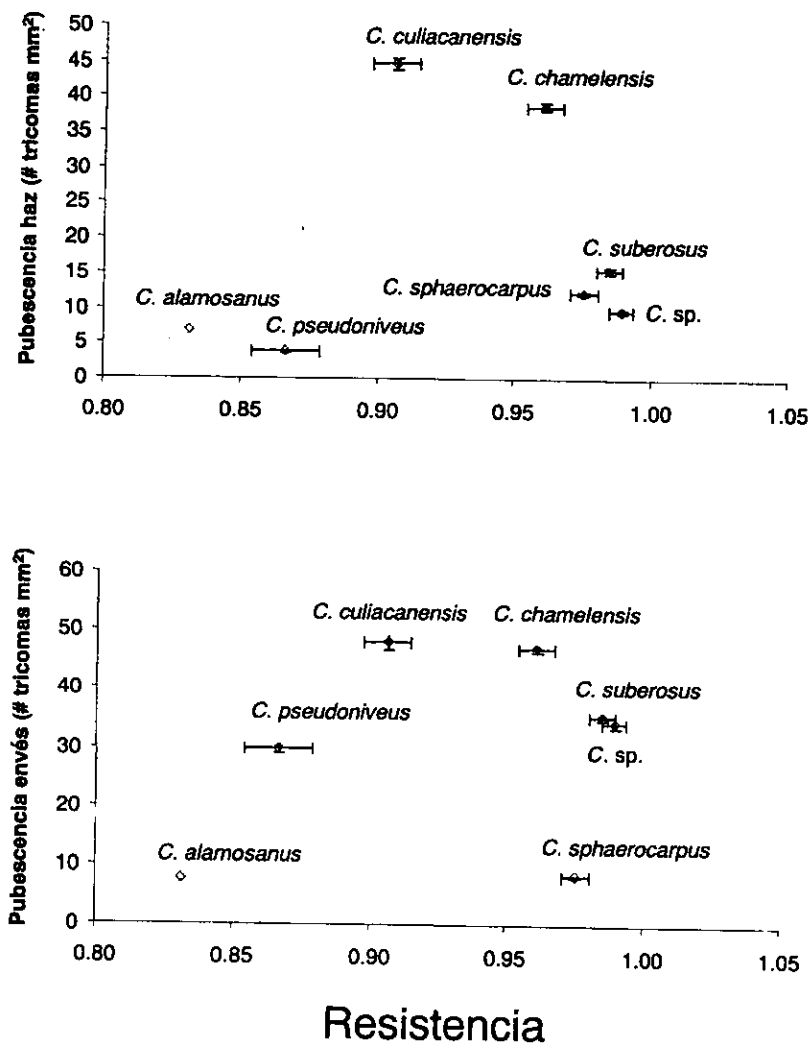 Pubescencia haz (# tricomas mm²)
50
45
40
35
30
25
20
15
10
5
0
C. culiacanensis
C. chamelensis
C. suberosus
C. sphaerocarpus
C. sp.
C. alamosanus
C. pseudoniveus
0.80 0.85 0.90 0.95 1.00 1.05
Pubescencia envés (# tricomas mm²)
60
50
40
30
20
10
0
C. culiacanensis
C. chamelensis
C. suberosus
C. pseudoniveus
C. sp.
C. alamosanus
C. sphaerocarpus
0.80 0.85 0.90 0.95 1.00 1.05
Resistencia